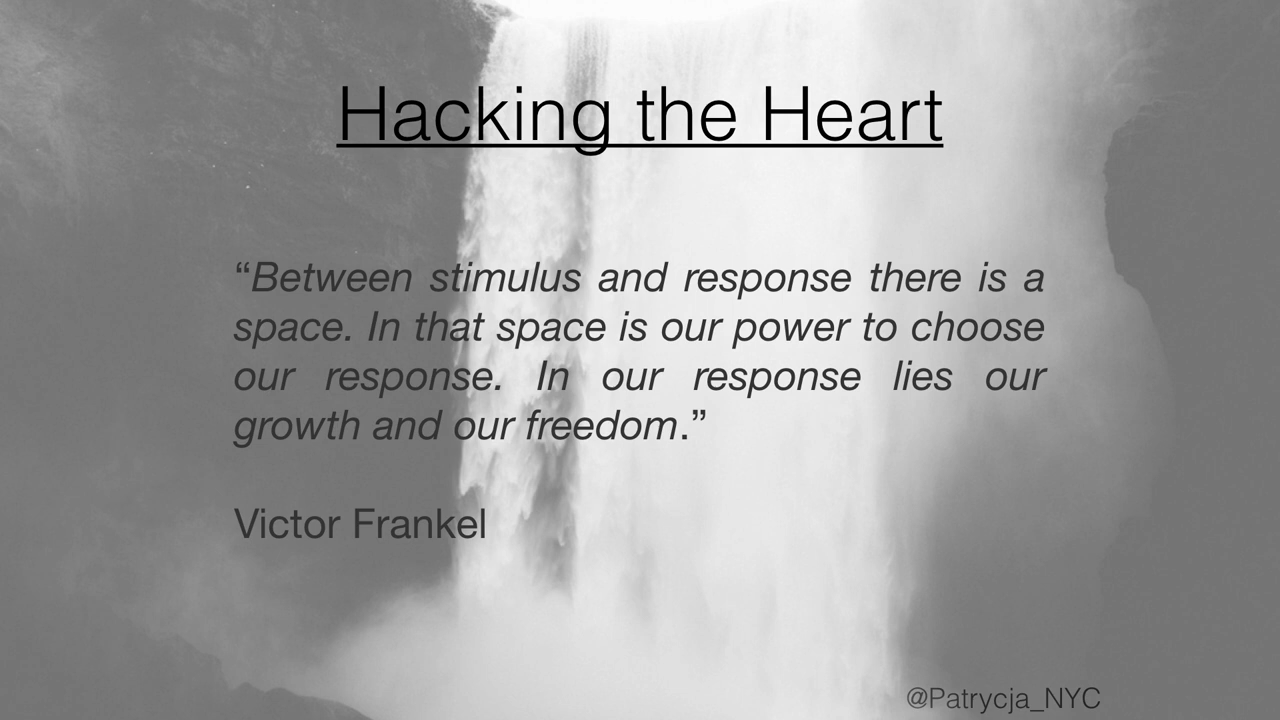 Hacking the Heart
“Between stimulus and response there is a
space. In that space is our power to choose
our response. In our response lies our
growth and our freedom.”
Victor Frankel
@Patrycja_NYC